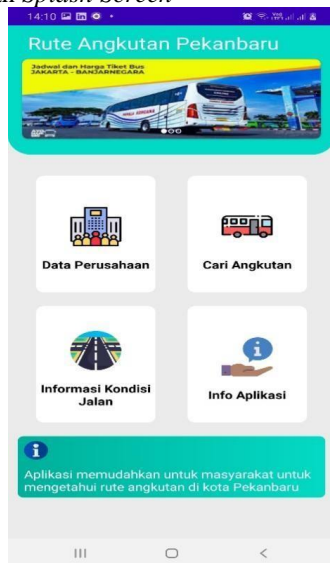 Splash Screen
14:10
Rute Angkutan Pekanbaru
Jadwal dan Harga Tiket Bus
JAKARTA - BANJARNEGARA
Data Perusahaan
Cari Angkutan
Informasi Kondisi
Jalan
Info Aplikasi
Aplikasi memudahkan untuk masyarakat untuk
mengetahui rute angkutan di kota Pekanbaru